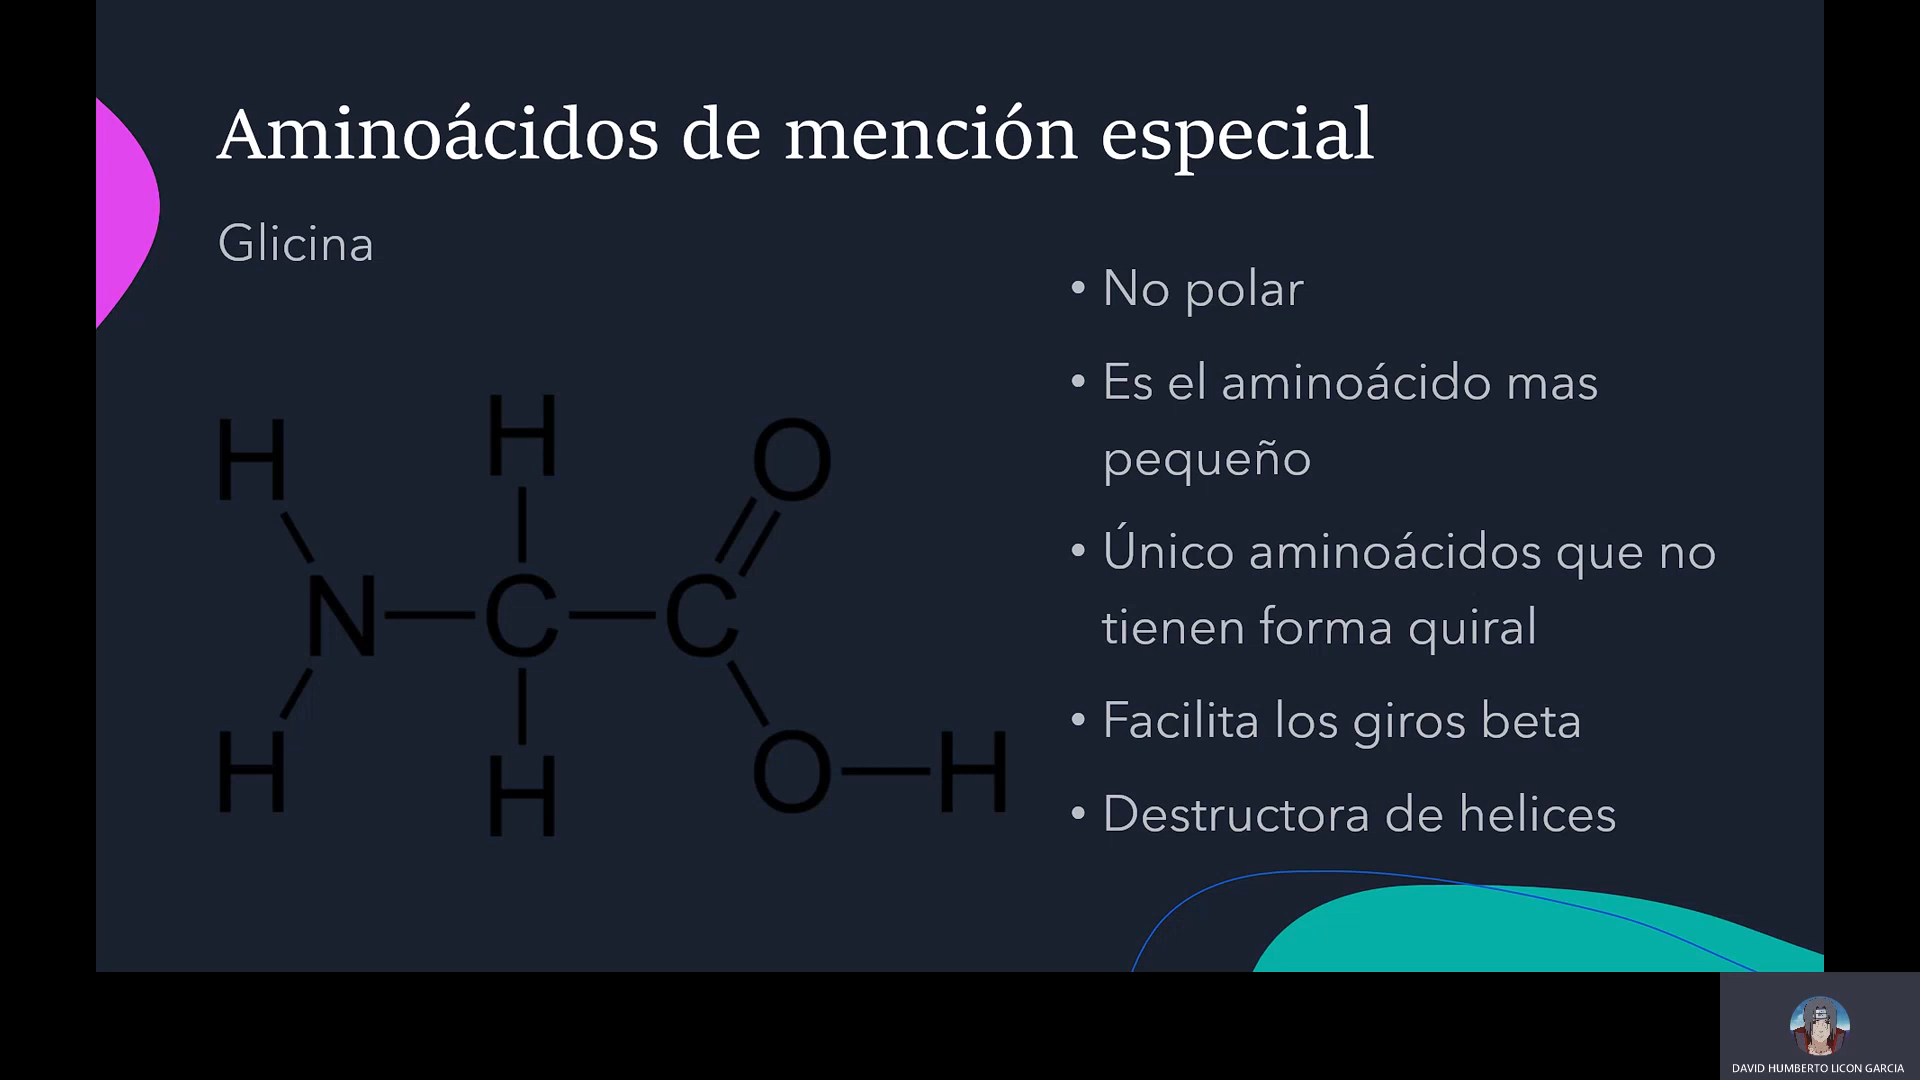 Aminoácidos de mención especial
Glicina
• No polar
• Es el aminoácido mas
pequeño
• Único aminoácidos que no
tienen forma quiral
• Facilita los giros beta
• Destructora de helices
H H O
N C C
H H O H
DAVID HUMBERTO LICON GARCIA